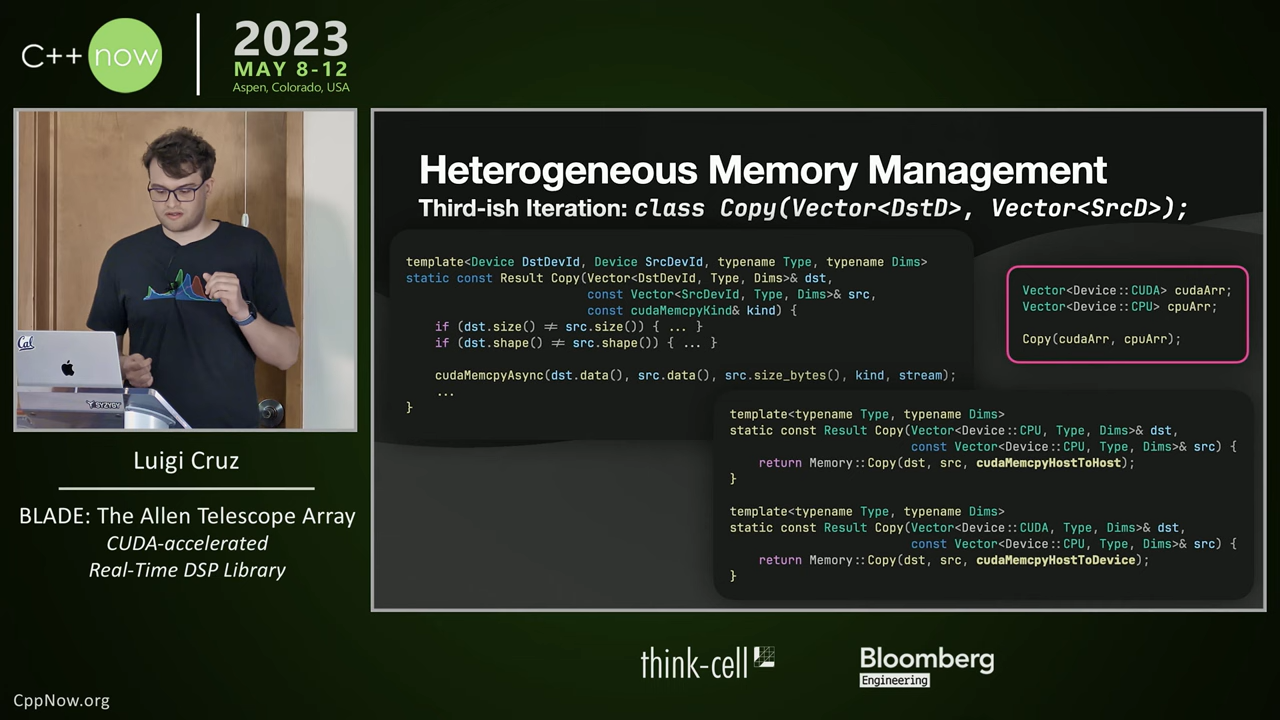 C++ now
2023
MAY 8-12
Aspen, Colorado, USA
Cal
SYZYGY
Luigi Cruz
BLADE: The Allen Telescope Array
CUDA-accelerated
Real-Time DSP Library
Heterogeneous Memory Management
Third-ish Iteration: class Copy(Vector<DstD>, Vector<SrcD>);
template<Device DstDevId, Device SrcDevId, typename Type, typename Dims>
static const Result Copy(Vector<DstDevId, Type, Dims>& dst,
const Vector<SrcDevId, Type, Dims>& src,
const cudaMemcpyKind& kind) {
if (dst.size() ≠ src.size()) { ... }
if (dst.shape() ≠ src.shape()) { ... }
cudaMemcpyAsync(dst.data(), src.data(), src.size_bytes(), kind, stream);
...
}
Vector<Device::CUDA> cudaArr;
Vector<Device::CPU> cpuArr;
Copy(cudaArr, cpuArr);
template<typename Type, typename Dims>
static const Result Copy(Vector<Device::CPU, Type, Dims>& dst,
const Vector<Device::CPU, Type, Dims>& src) {
return Memory::Copy(dst, src, cudaMemcpyHostToHost);
}
template<typename Type, typename Dims>
static const Result Copy(Vector<Device::CUDA, Type, Dims>& dst,
const Vector<Device::CPU, Type, Dims>& src) {
return Memory::Copy(dst, src, cudaMemcpyHostToDevice);
}
think-cell
Bloomberg
Engineering
CppNow.org